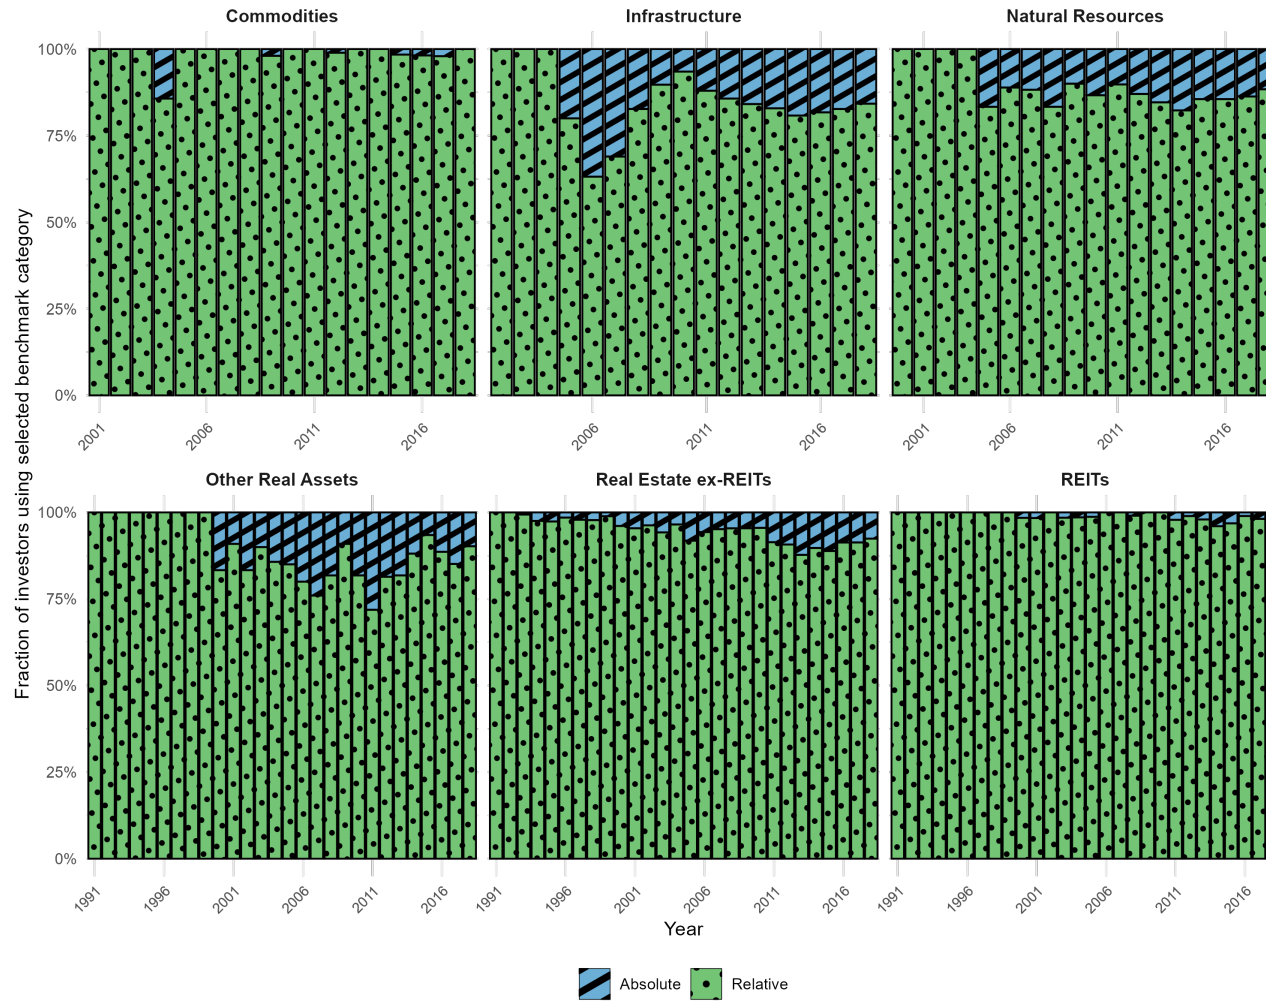 Commodities Infrastructure Natural Resources
100%
75%
50%
25%
0%
2001 2006 2011 2016 2006 2011 2016 2001 2006 2011 2016
Fraction of investors using selected benchmark category
Other Real Assets Real Estate ex-REITs REITs
100%
75%
50%
25%
0%
1991 1996 2001 2006 2011 2016 1991 1996 2001 2006 2011 2016 1991 1996 2001 2006 2011 2016
Year
Absolute Relative